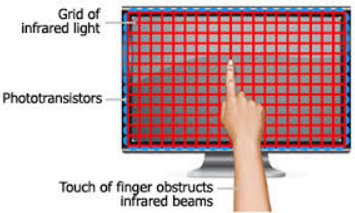 Grid of
infrared light
Phototransistors
Touch of finger obstructs
infrared beams